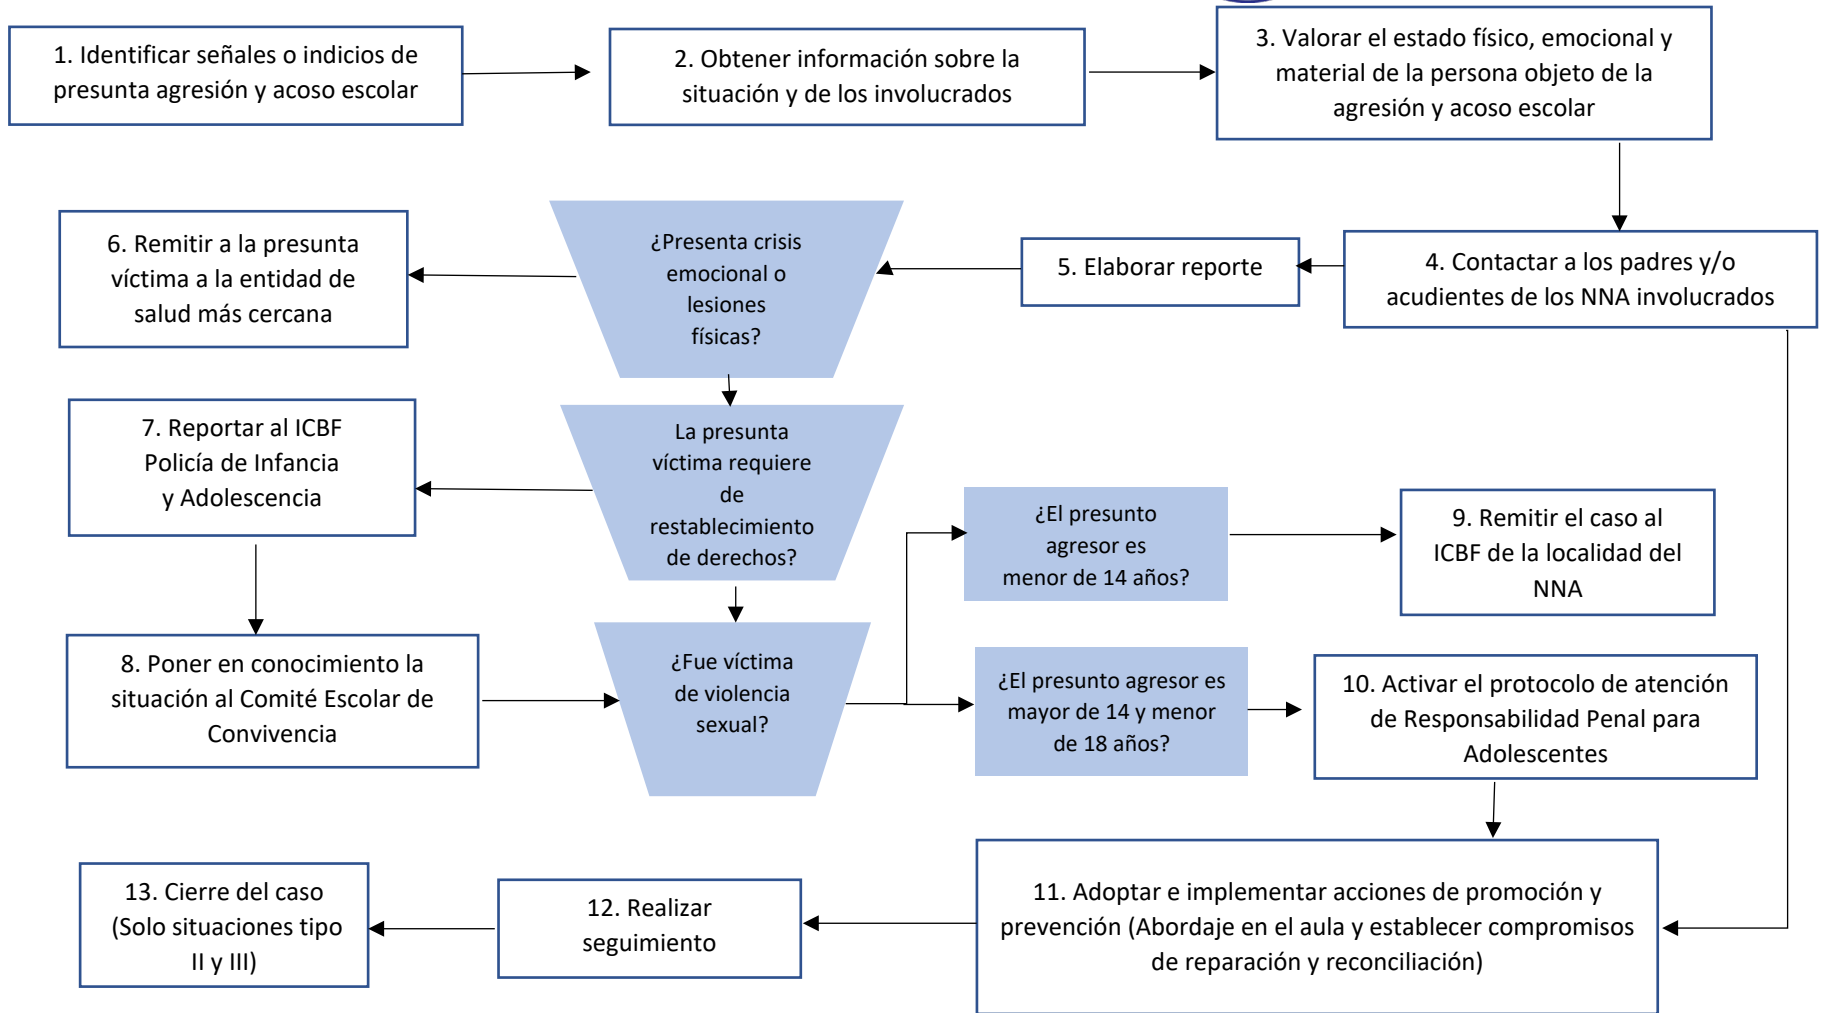 1. Identificar señales o indicios de
presunta agresión y acoso escolar
2. Obtener información sobre la
situación y de los involucrados
3. Valorar el estado físico, emocional y
material de la persona objeto de la
agresión y acoso escolar
4. Contactar a los padres y/o
acudientes de los NNA involucrados
5. Elaborar reporte
¿Presenta crisis
emocional o
lesiones
físicas?
6. Remitir a la presunta
víctima a la entidad de
salud más cercana
La presunta
víctima requiere
de
restablecimiento
de derechos?
7. Reportar al ICBF
Policía de Infancia
y Adolescencia
8. Poner en conocimiento la
situación al Comité Escolar de
Convivencia
¿Fue víctima
de violencia
sexual?
¿El presunto
agresor es
menor de 14 años?
9. Remitir el caso al
ICBF de la localidad del
NNA
¿El presunto agresor es
mayor de 14 y menor
de 18 años?
10. Activar el protocolo de atención
de Responsabilidad Penal para
Adolescentes
11. Adoptar e implementar acciones de promoción y
prevención (Abordaje en el aula y establecer compromisos
de reparación y reconciliación)
12. Realizar
seguimiento
13. Cierre del caso
(Solo situaciones tipo
II y III)